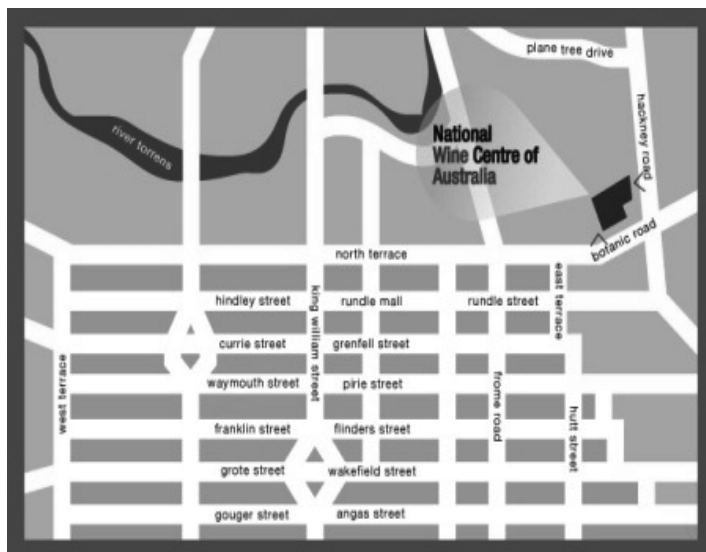 plane tree drive
hackney road
river torrens
National
Wine Centre of
Australia
botanic road
north terrace
east terrace
hindley street
king william street
rundle mall
rundle street
currie street
grenfell street
west terrace
waymouth street
pirie street
frome road
hutt street
franklin street
flinders street
grote street
wakefield street
gouger street
angas street